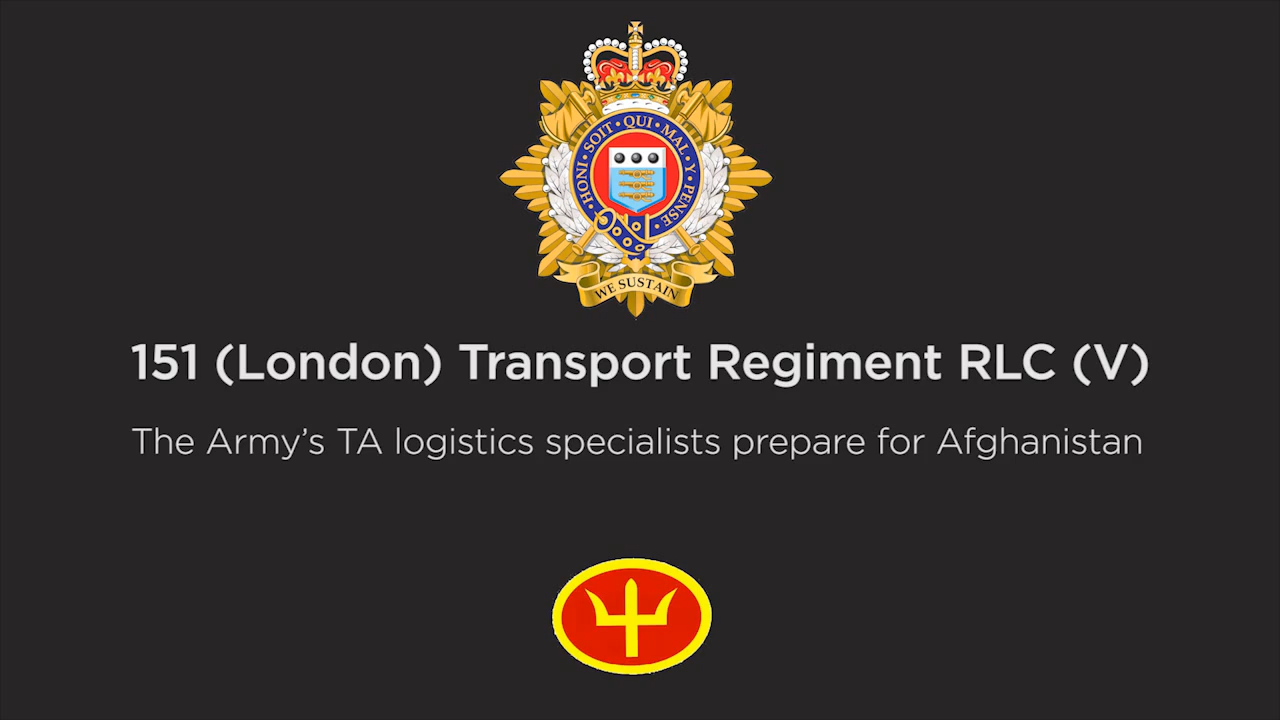 HONI·SOIT·QUI·MAL·Y·PENSE·
WE SUSTAIN
151 (London) Transport Regiment RLC (V)
The Army’s TA logistics specialists prepare for Afghanistan